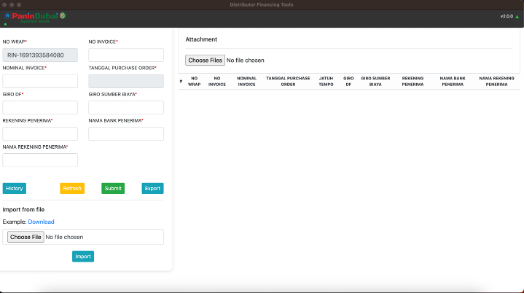 Distributor Financing Tools
PaninDubai
v1.0.0
NO WRAP*
NO INVOICE*
RIN-1691393584080
NOMINAL INVOICE*
TANGGAL PURCHASE ORDER*
GIRO DF*
GIRO SUMBER BIAYA*
REKENING PENERIMA*
NAMA BANK PENERIMA*
NAMA REKENING PENERIMA*
History
Refresh
Submit
Export
Import from file
Example: Download
Choose File No file chosen
Import
Attachment
Choose Files No file chosen
# NO WRAP NO INVOICE NOMINAL INVOICE TANGGAL PURCHASE ORDER JATUH TEMPO GIRO DF GIRO SUMBER BIAYA REKENING PENERIMA NAMA BANK PENERIMA NAMA REKENING PENERIMA